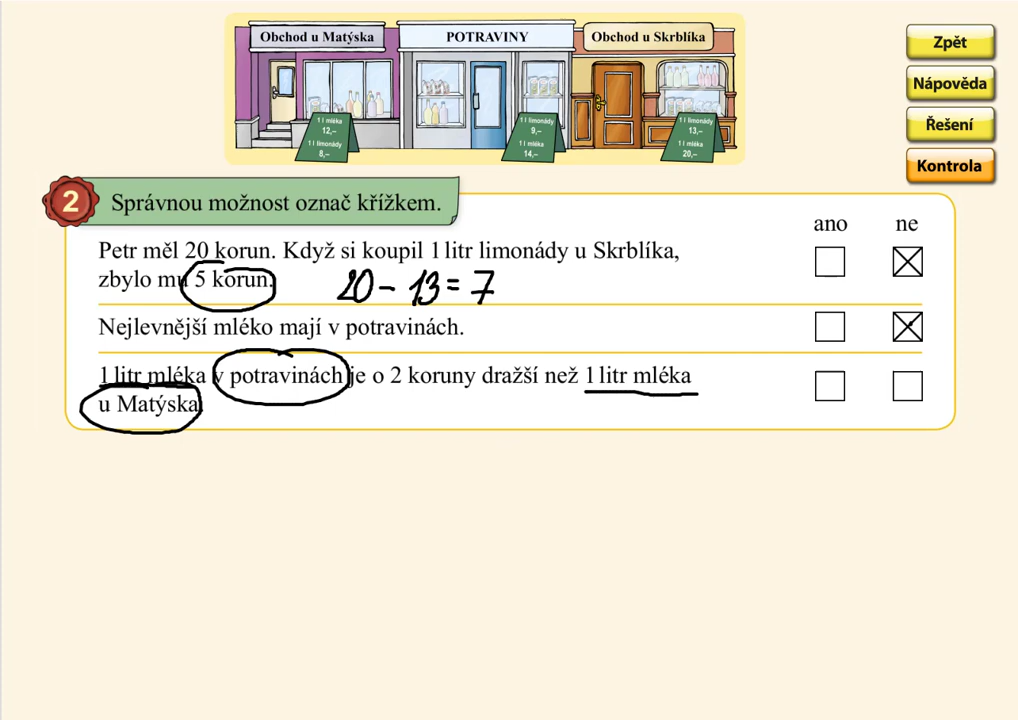 Obchod u Matýska
POTRAVINY
Obchod u Skrblíka
1 l mléka
12,–
1 l limonády
8,–
1 l limonády
9,–
1 l mléka
14,–
1 l limonády
13,–
1 l mléka
20,–
Zpět
Nápověda
Řešení
Kontrola
2 Správnou možnost označ křížkem.
ano ne
Petr měl 20 korun. Když si koupil 1 litr limonády u Skrblíka,
zbylo mu 5 korun.
20 – 13 = 7
Nejlevnější mléko mají v potravinách.
1 litr mléka v potravinách je o 2 koruny dražší než 1 litr mléka
u Matýska.